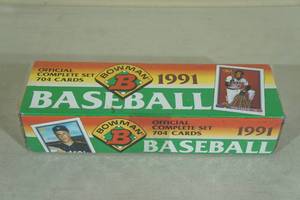 OFFICIAL
COMPLETE SET
704 CARDS
BOWMAN
B
1991
BASEBALL
BOWMAN
B
OFFICIAL
COMPLETE SET
704 CARDS
1991
BASEBALL